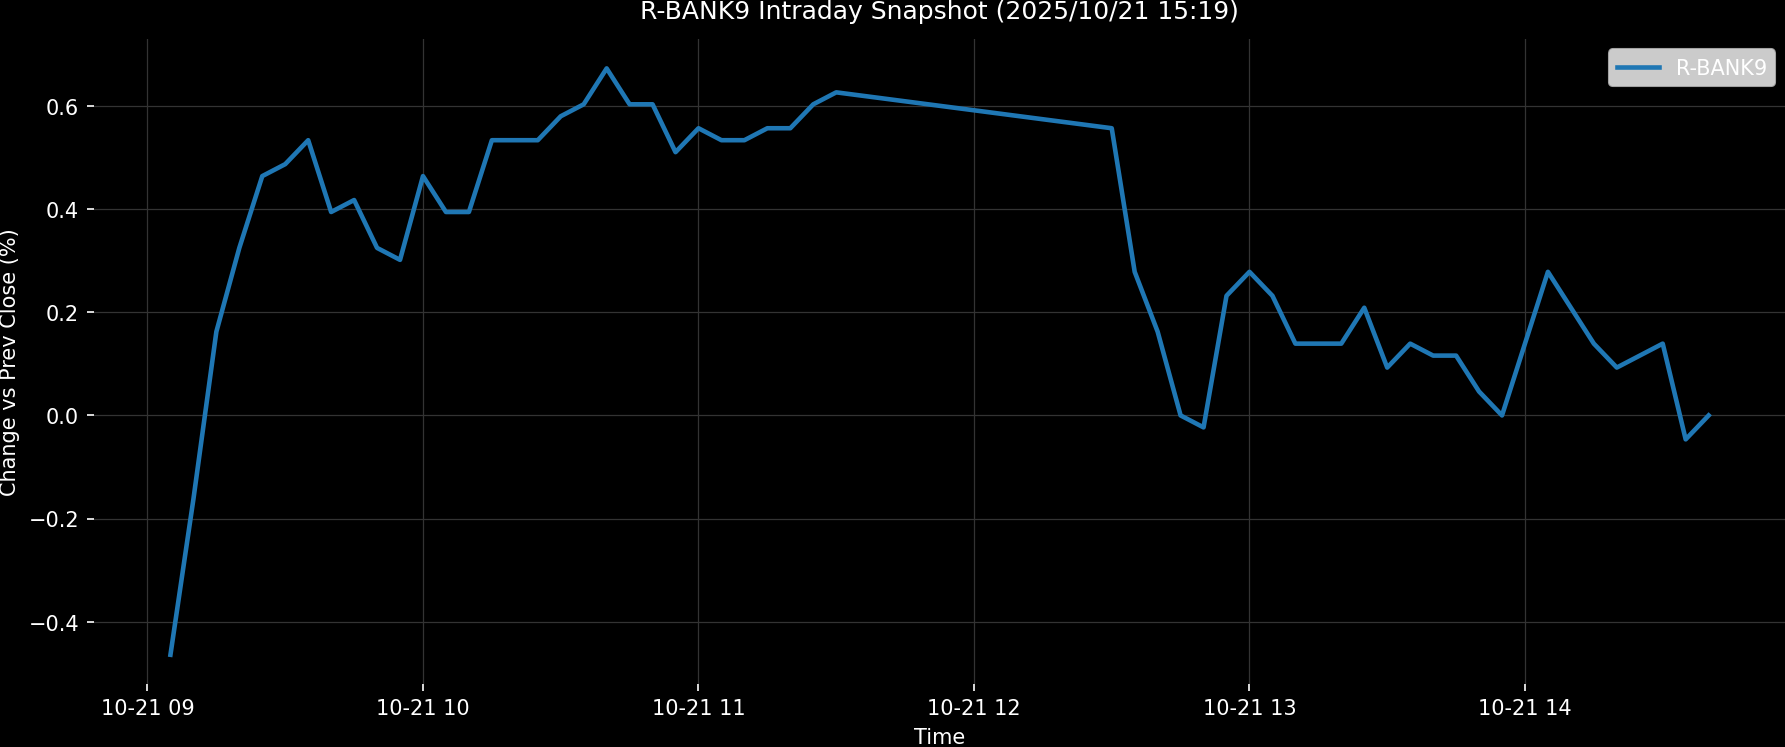 R-BANK9 Intraday Snapshot (2025/10/21 15:19)
R-BANK9
Change vs Prev Close (%)
0.6
0.4
0.2
0.0
−0.2
−0.4
10-21 09 10-21 10 10-21 11 10-21 12 10-21 13 10-21 14
Time